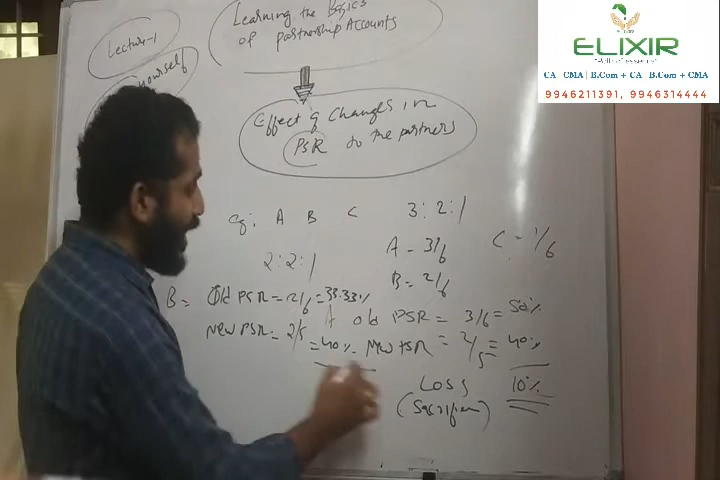 Lecture-1
Learning the Basics
of partnership Accounts
yourself
Effect of Changes in
PSR to the partners
eg: A B C 3:2:1
2:2:1
A = 3/6
B = 2/6
C = 1/6
B = Old PSR = 2/6 = 33.33%
New PSR = 2/5
= 40%
A old PSR = 3/6 = 50%
New PSR = 2/5 = 40%
Loss 10%
(Sacrifice)
ELIXIR
CA | CMA | B.Com + CA | B.Com + CMA
9946211391, 9946314444